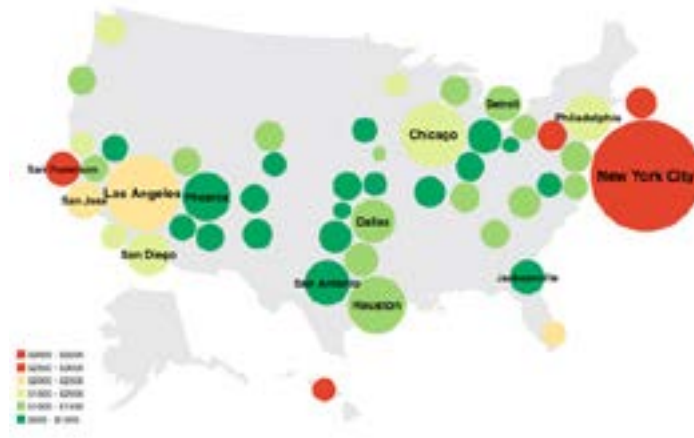 Detroit
Philadelphia
Chicago
San Francisco
New York City
Los Angeles
Phoenix
San Jose
Dallas
San Diego
San Antonio
Jacksonville
Houston